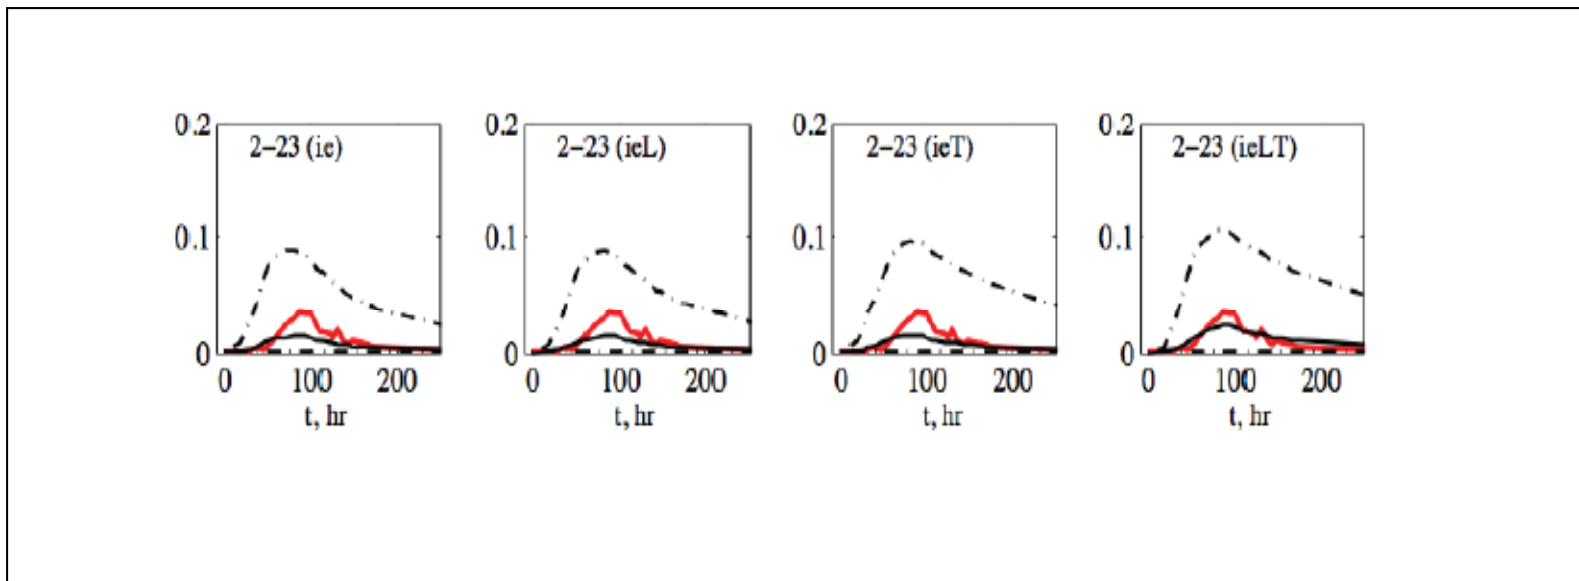 0.2 0.2 0.2 0.2
2–23 (ie) 2–23 (ieL) 2–23 (ieT) 2–23 (ieLT)
0.1 0.1 0.1 0.1
0 0 0 0
0 100 200 0 100 200 0 100 200 0 100 200
t, hr t, hr t, hr t, hr